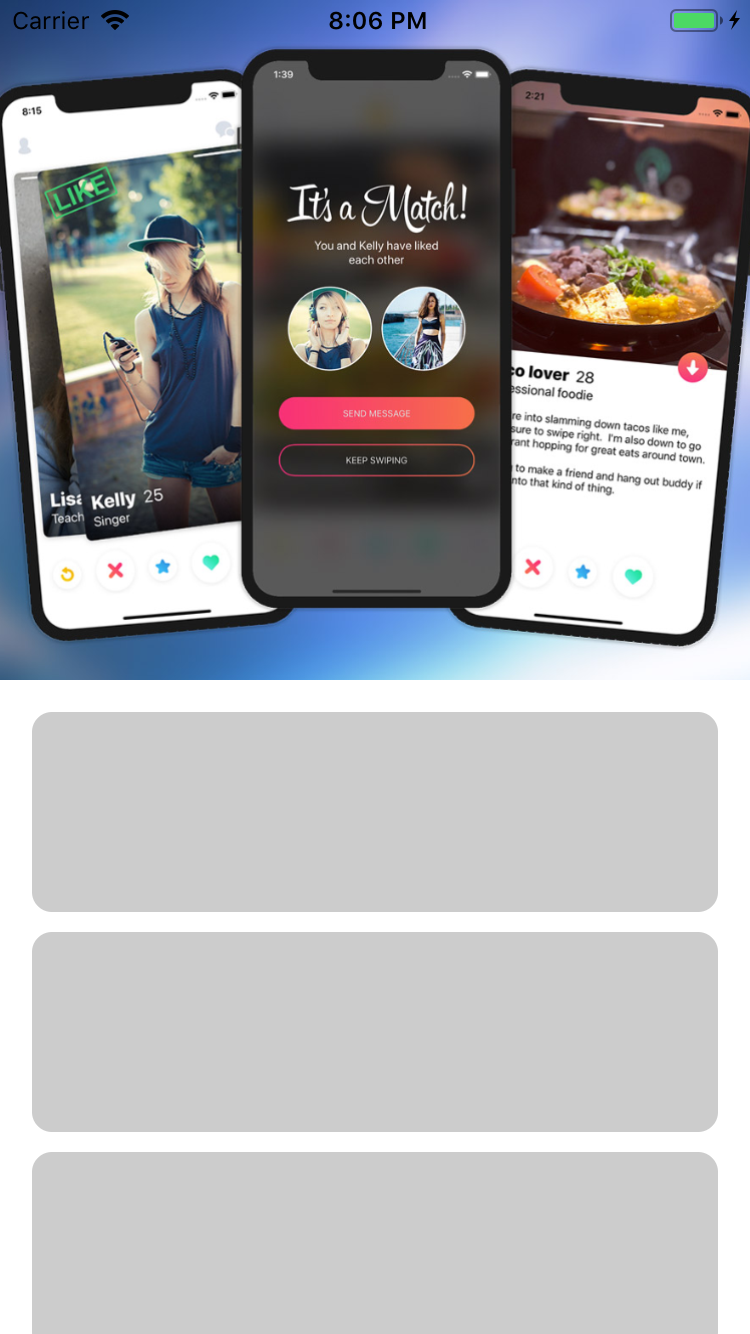 Carrier 8:06 PM
8:15
LIKE
Lisa
Teach
Kelly 25
Singer
1:39
It's a Match!
You and Kelly have liked
each other
SEND MESSAGE
KEEP SWIPING
2:21
co lover 28
essional foodie
re into slamming down tacos like me,
sure to swipe right. I'm also down to go
rant hopping for great eats around town.
to make a friend and hang out buddy if
nto that kind of thing.